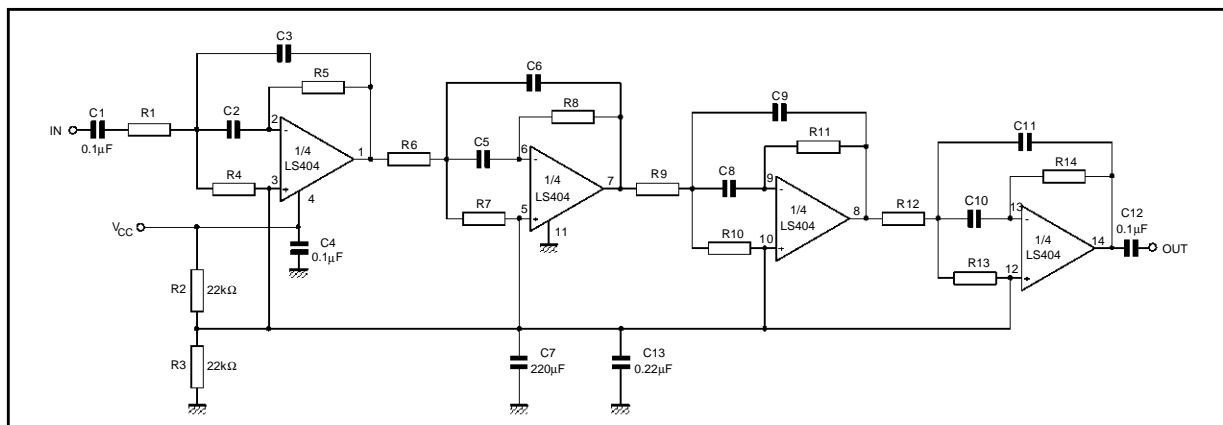 C3
R5
C1
R1
C2
IN
0.1µF
2
-
1/4
LS404
1
R4
3
+
4
VCC
C4
0.1µF
R2
22kΩ
R3
22kΩ
C6
R8
R6
C5
6
-
1/4
LS404
7
R7
5
+
11
C7
220µF
C13
0.22µF
C9
R11
R9
C8
9
-
1/4
LS404
8
R10
10
+
C11
R14
R12
C10
13
-
1/4
LS404
14
C12
0.1µF
OUT
R13
12
+